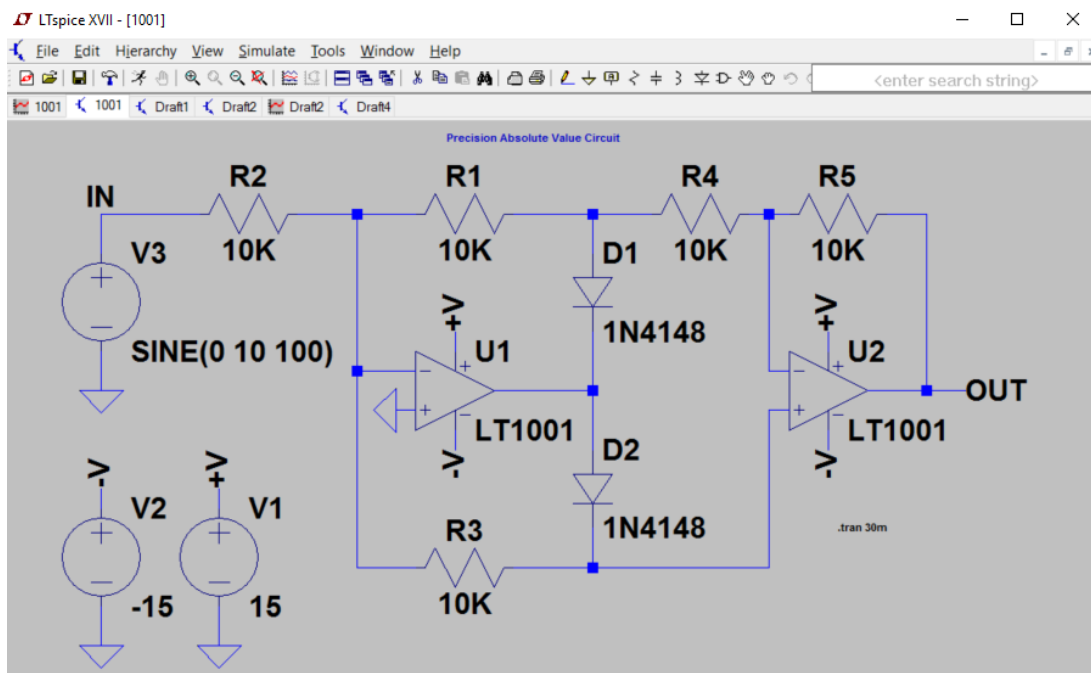 LTspice XVII - [1001]
File Edit Hierarchy View Simulate Tools Window Help
<enter search string>
1001 1001 Draft1 Draft2 Draft2 Draft4
Precision Absolute Value Circuit
IN R2 R1 R4 R5
V3 10K 10K D1 10K 10K
+V +V
1N4148
SINE(0 10 100) U1 U2
LT1001 OUT
-V LT1001 -V
D2
-V +V
V2 V1
R3 1N4148 .tran 30m
-15 15 10K